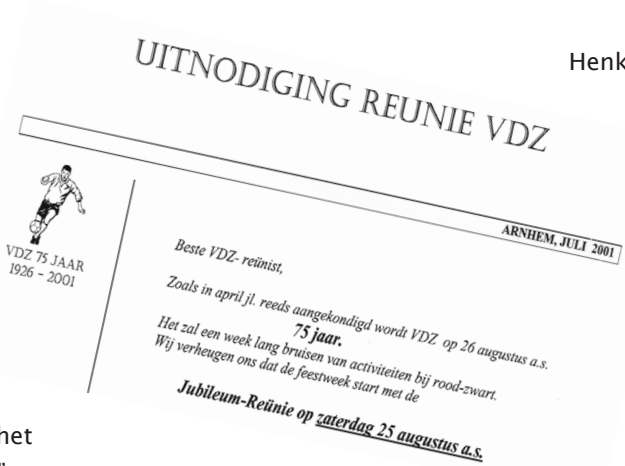 Henk
UITNODIGING REUNIE VDZ
ARNHEM, JULI 2001
VDZ 75 JAAR
1926 - 2001
Beste VDZ- reünist,
Zoals in april jl. reeds aangekondigd wordt VDZ op 26 augustus a.s.
75 jaar.
Het zal een week lang bruisen van activiteiten bij rood-zwart.
Wij verheugen ons dat de feestweek start met de
Jubileum-Reünie op zaterdag 25 augustus a.s.
het